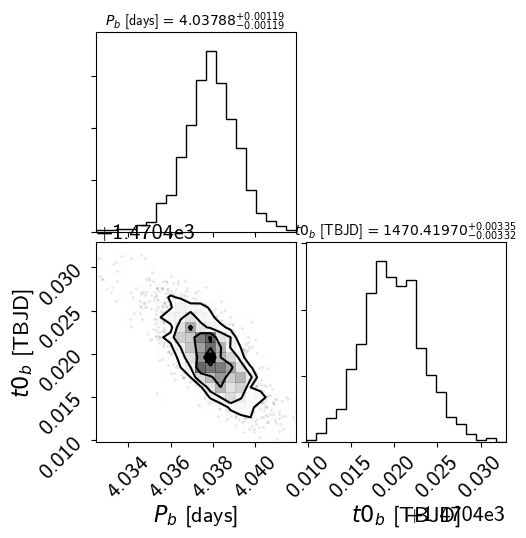 P_b [days] = 4.03788^{+0.00119}_{-0.00119}
+1.4704e3
t0_b [TBJD] = 1470.41970^{+0.00335}_{-0.00332}
t0_b [TBJD]
0.030
0.025
0.020
0.015
0.010
4.034 4.036 4.038 4.040
P_b [days]
0.010 0.015 0.020 0.025 0.030
t0_b [TBJD]
+1.4704e3